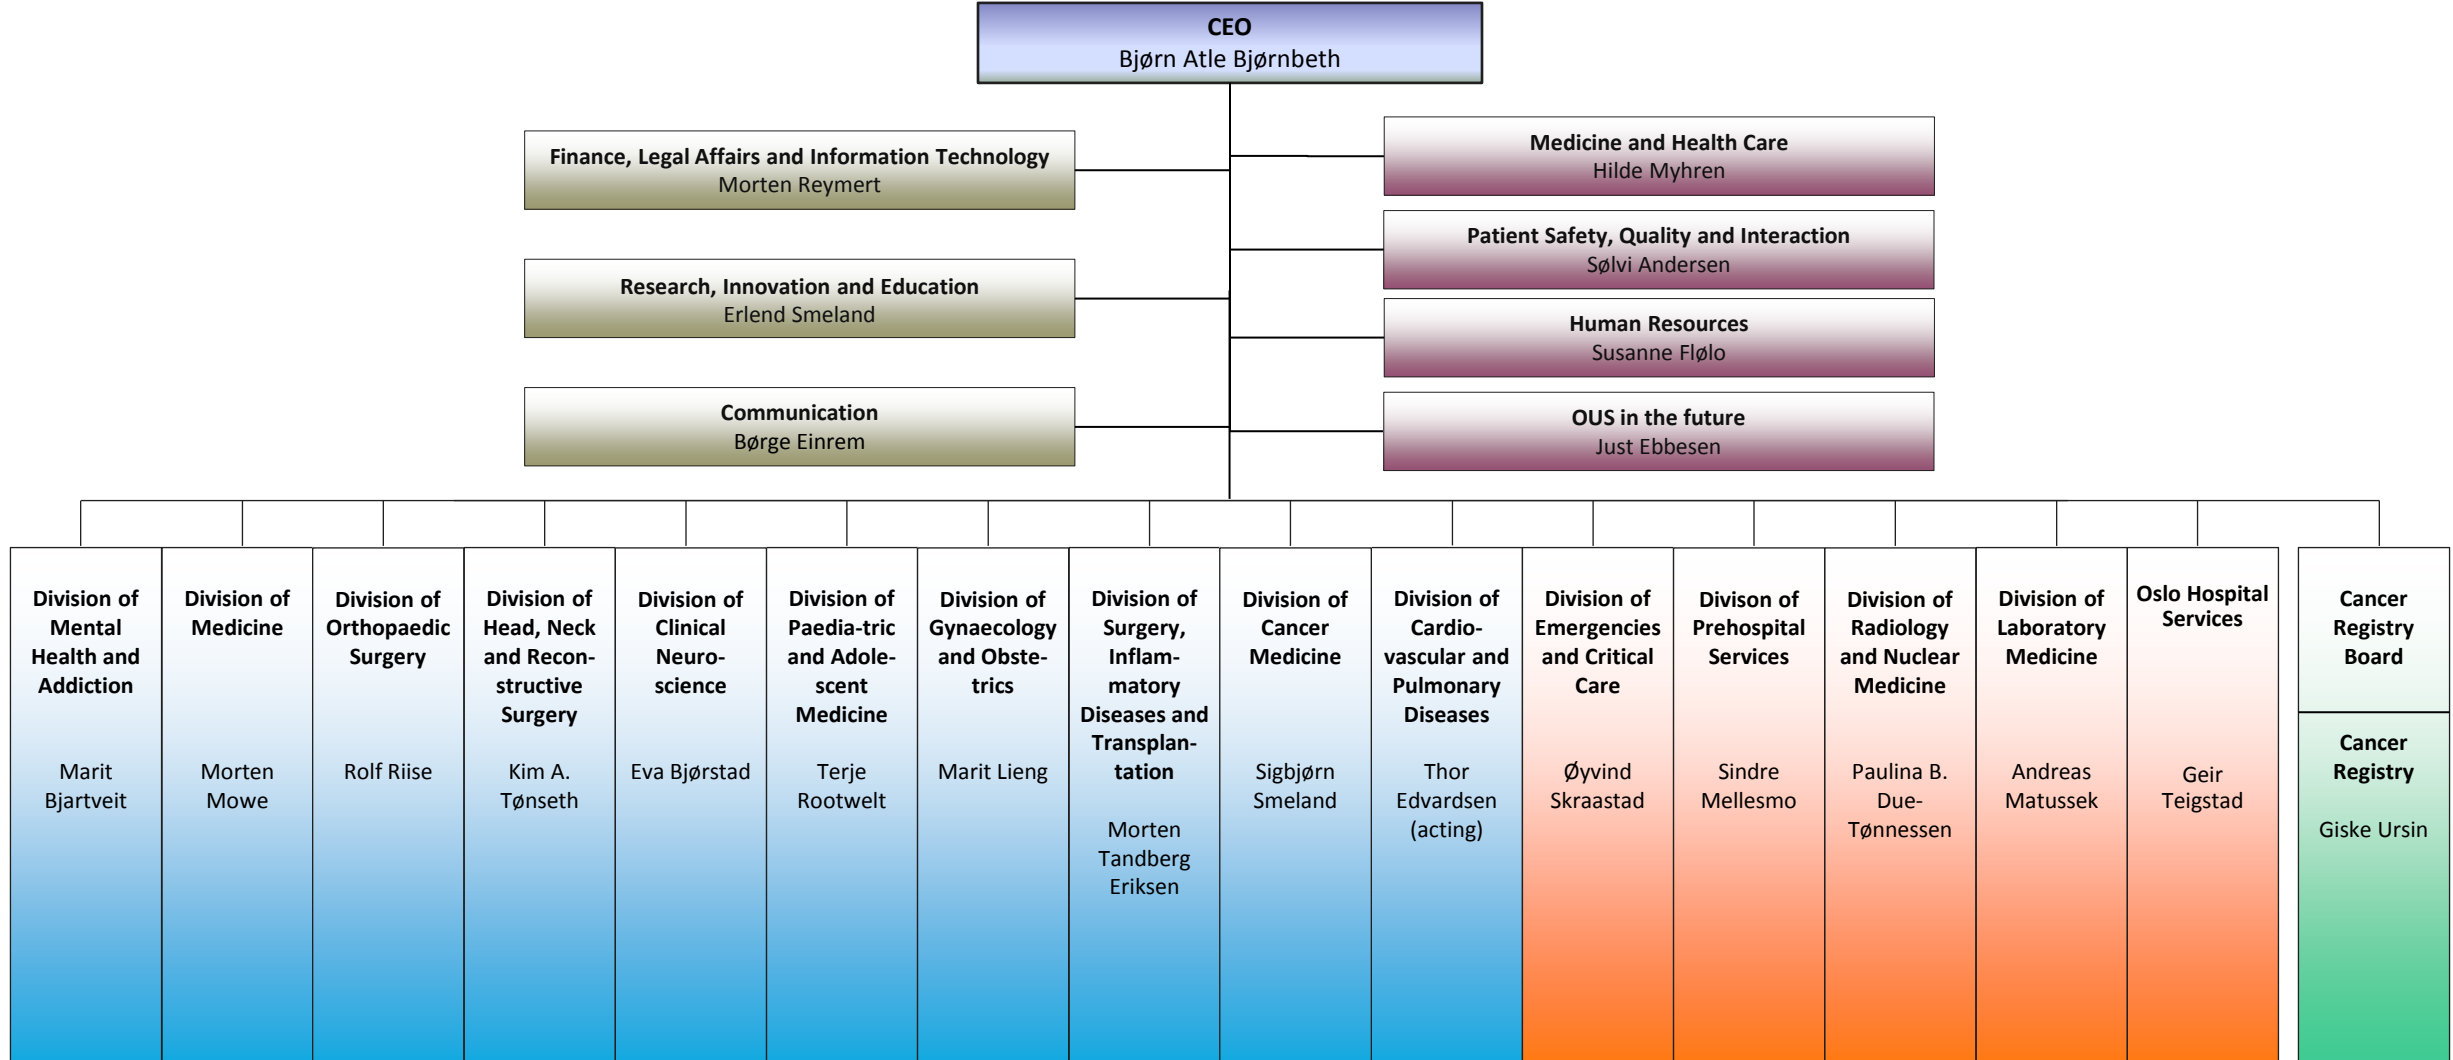 CEO
Bjørn Atle Bjørnbeth
Finance, Legal Affairs and Information Technology
Morten Reymert
Research, Innovation and Education
Erlend Smeland
Communication
Børge Einrem
Medicine and Health Care
Hilde Myhren
Patient Safety, Quality and Interaction
Sølvi Andersen
Human Resources
Susanne Flølo
OUS in the future
Just Ebbesen
Division of
Mental
Health and
Addiction
Marit
Bjartveit
Division of
Medicine
Morten
Mowe
Division of
Orthopaedic
Surgery
Rolf Riise
Division of
Head, Neck
and Recon-
structive
Surgery
Kim A.
Tønseth
Division of
Clinical
Neuro-
science
Eva Bjørstad
Division of
Paedia-tric
and Adole-
scent
Medicine
Terje
Rootwelt
Division of
Gynaecology
and Obste-
trics
Marit Lieng
Division of
Surgery,
Inflam-
matory
Diseases and
Transplan-
tation
Morten
Tandberg
Eriksen
Division of
Cancer
Medicine
Sigbjørn
Smeland
Division of
Cardio-
vascular and
Pulmonary
Diseases
Thor
Edvardsen
(acting)
Division of
Emergencies
and Critical
Care
Øyvind
Skraastad
Divison of
Prehospital
Services
Sindre
Mellesmo
Division of
Radiology
and Nuclear
Medicine
Paulina B.
Due-
Tønnessen
Division of
Laboratory
Medicine
Andreas
Matussek
Oslo Hospital
Services
Geir
Teigstad
Cancer
Registry
Board
Cancer
Registry
Giske Ursin